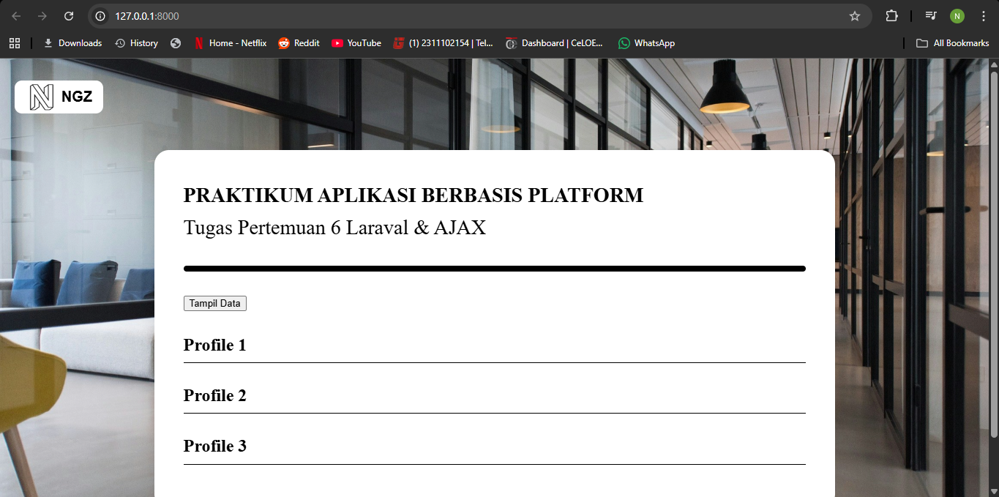 127.0.0.1:8000
N
Downloads
History
Home - Netflix
Reddit
YouTube
(1) 2311102154 | Tel...
Dashboard | CeLOE...
WhatsApp
All Bookmarks
N NGZ
PRAKTIKUM APLIKASI BERBASIS PLATFORM
Tugas Pertemuan 6 Laraval & AJAX
Tampil Data
Profile 1
Profile 2
Profile 3